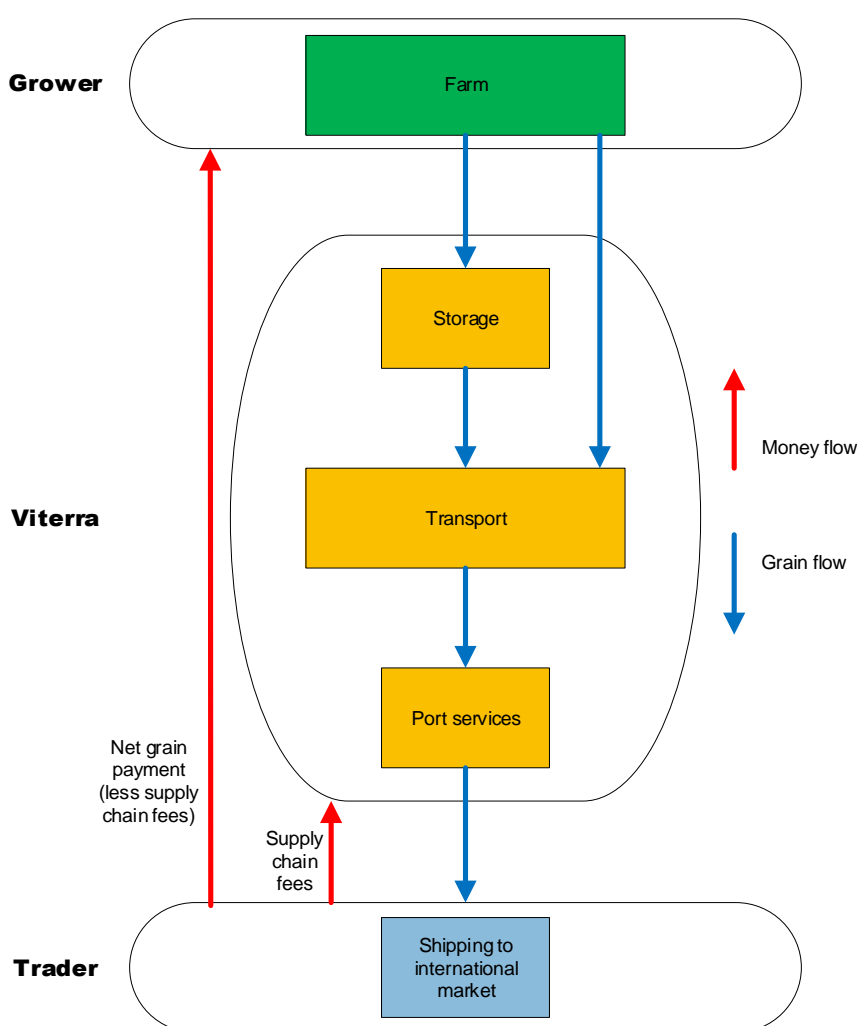 Grower
Farm
Storage
Money flow
Viterra
Transport
Grain flow
Port services
Net grain
payment
(less supply
chain fees)
Supply
chain
fees
Trader
Shipping to
international
market